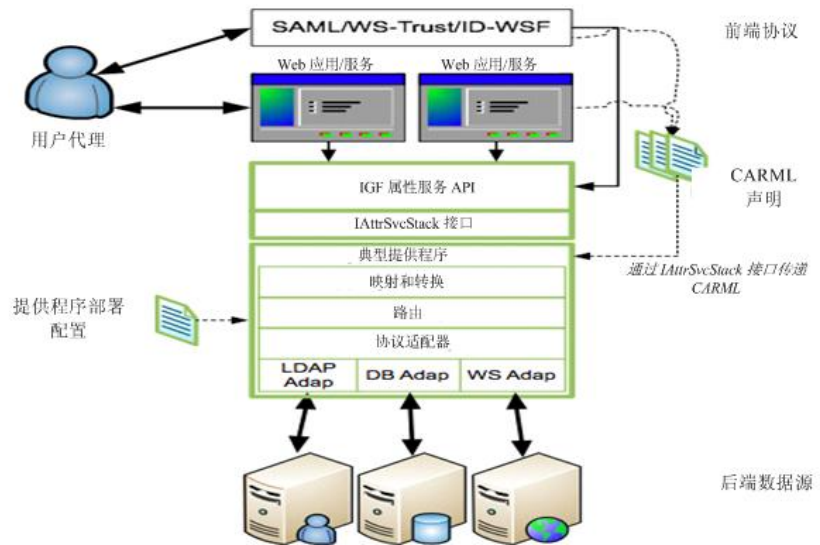 SAML/WS-Trust/ID-WSF
前端协议
Web 应用/服务
Web 应用/服务
用户代理
IGF 属性服务 API
CARML
声明
IAttrSvcStack 接口
典型提供程序
通过 IAttrSvcStack 接口传递
CARML
映射和转换
提供程序部署
配置
路由
协议适配器
LDAP
Adap
DB Adap
WS Adap
后端数据源